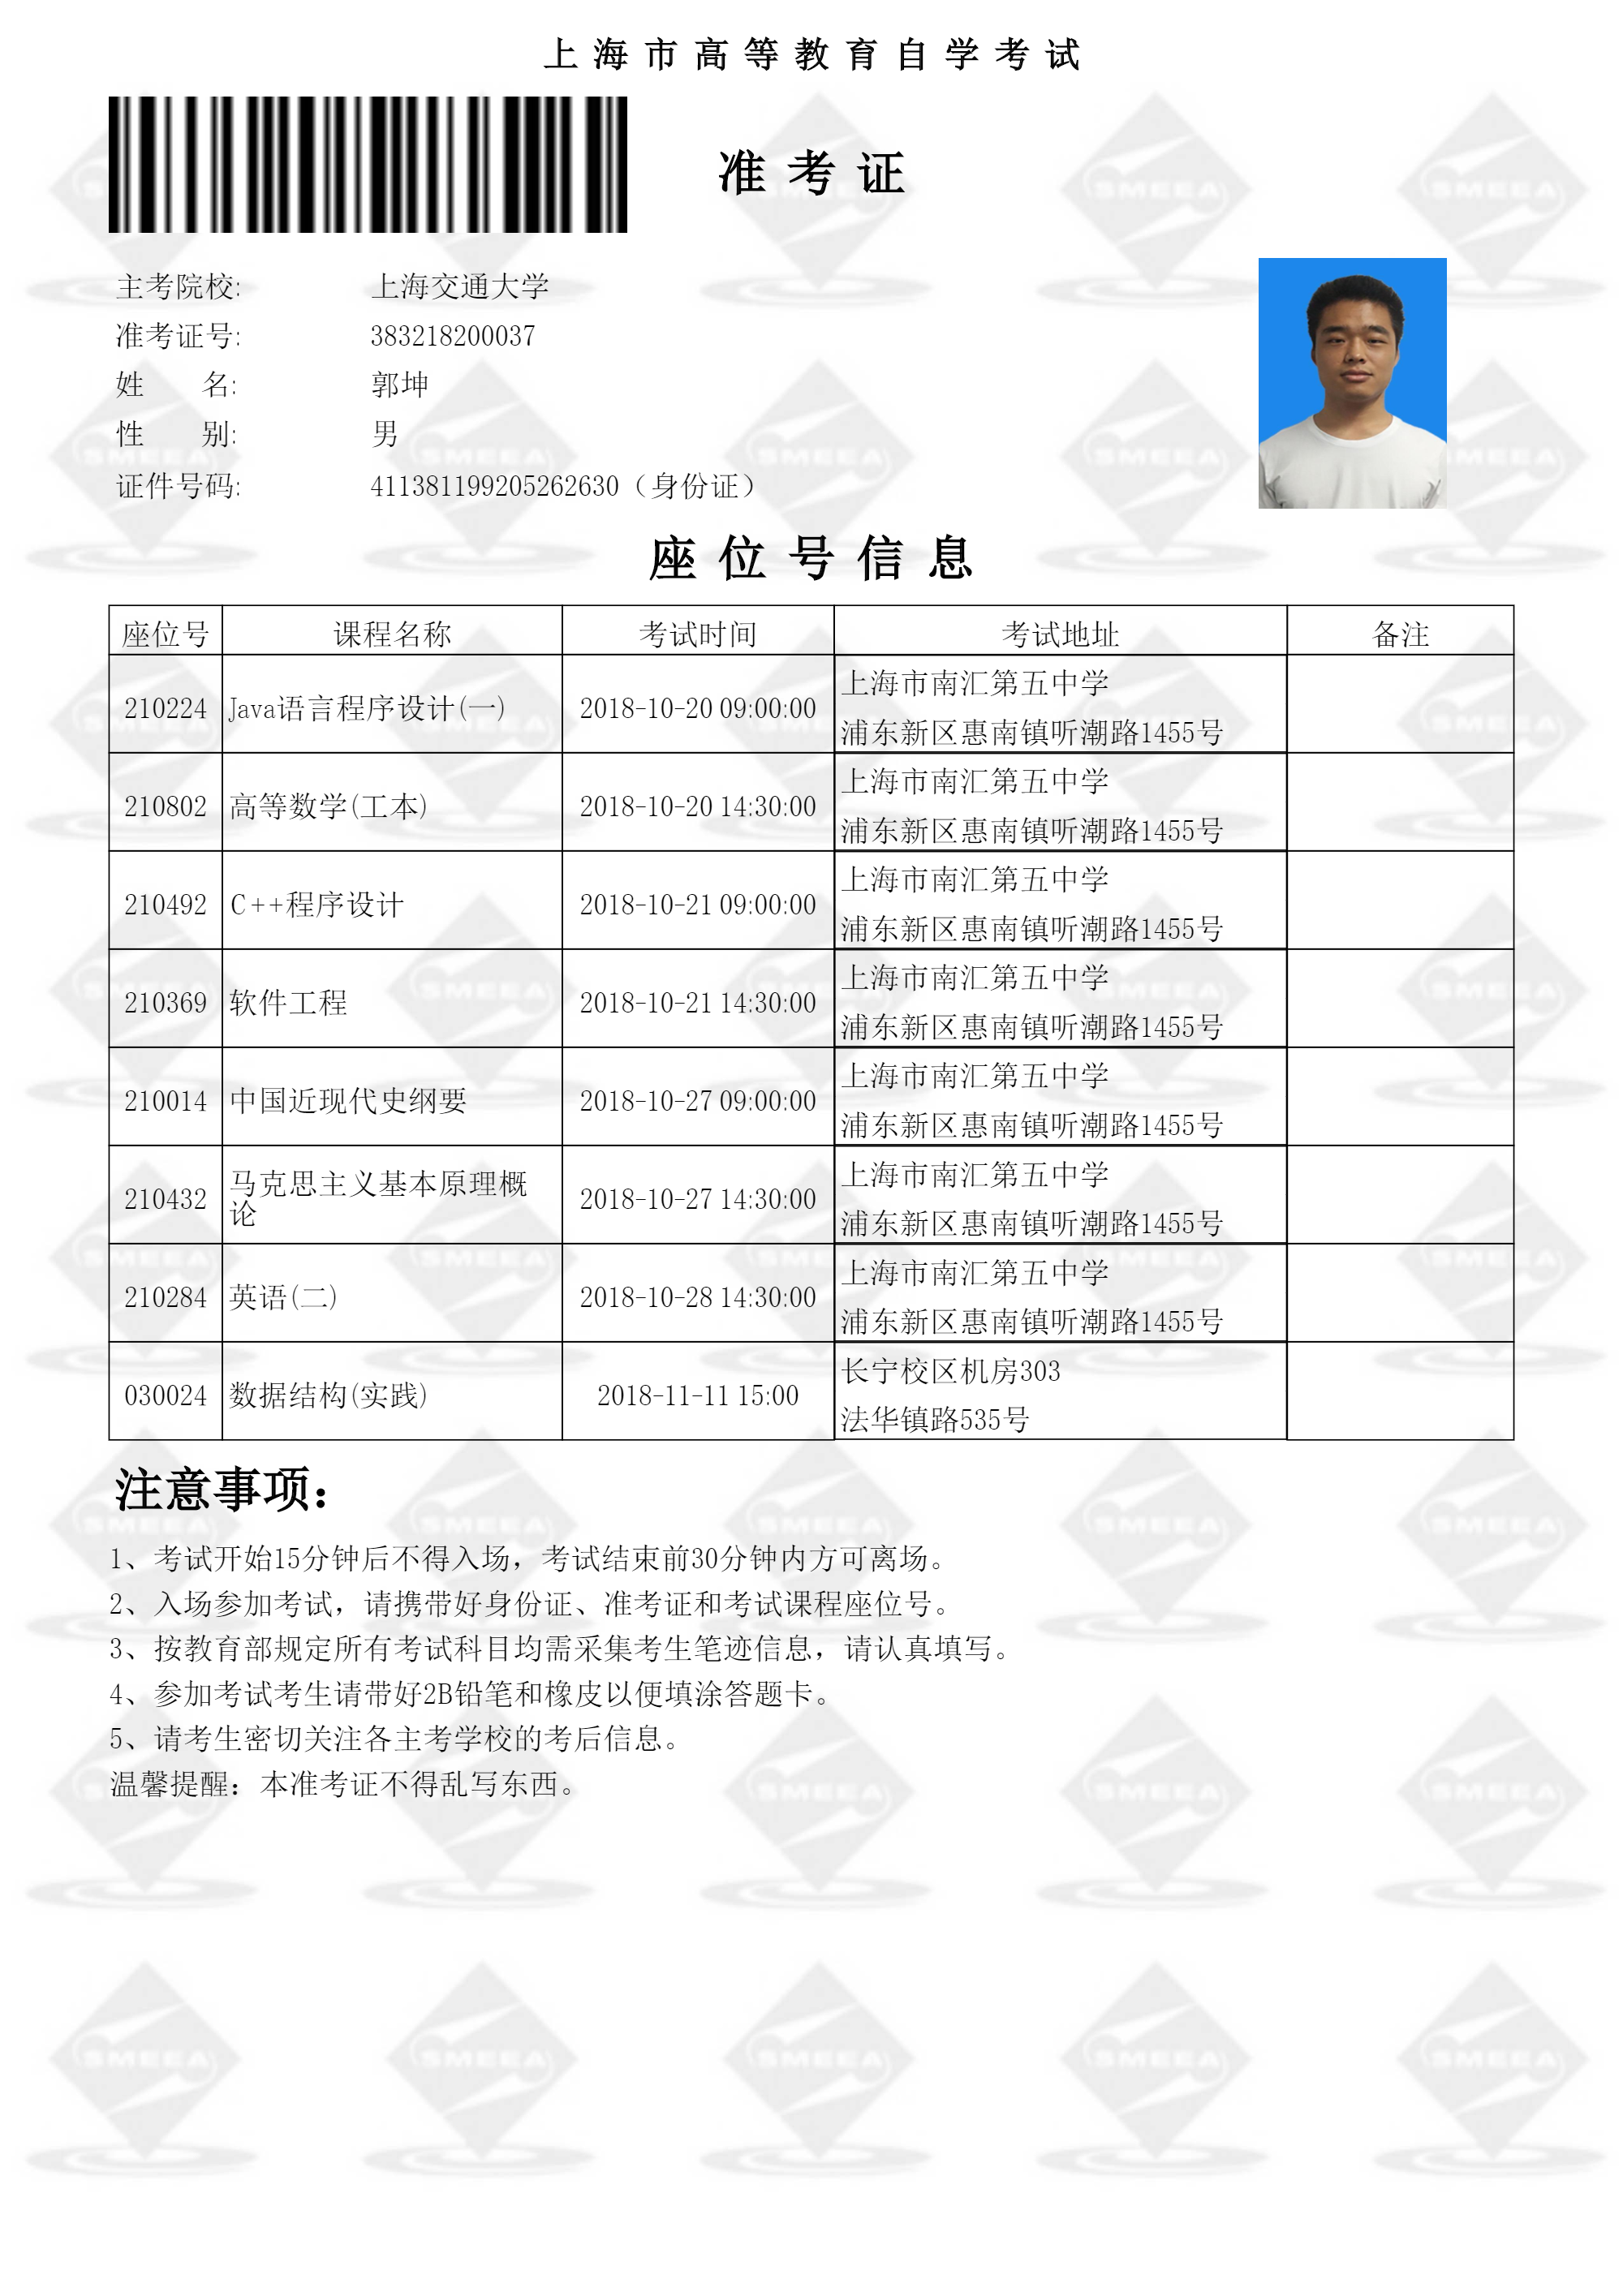 上海市高等教育自学考试
准考证
主考院校: 上海交通大学
准考证号: 383218200037
姓 名: 郭坤
性 别: 男
证件号码: 411381199205262630（身份证）
座位号信息
座位号 课程名称 考试时间 考试地址 备注
210224 Java语言程序设计(一) 2018-10-20 09:00:00 上海市南汇第五中学
浦东新区惠南镇听潮路1455号
210802 高等数学(工本) 2018-10-20 14:30:00 上海市南汇第五中学
浦东新区惠南镇听潮路1455号
210492 C++程序设计 2018-10-21 09:00:00 上海市南汇第五中学
浦东新区惠南镇听潮路1455号
210369 软件工程 2018-10-21 14:30:00 上海市南汇第五中学
浦东新区惠南镇听潮路1455号
210014 中国近现代史纲要 2018-10-27 09:00:00 上海市南汇第五中学
浦东新区惠南镇听潮路1455号
210432 马克思主义基本原理概
论 2018-10-27 14:30:00 上海市南汇第五中学
浦东新区惠南镇听潮路1455号
210284 英语(二) 2018-10-28 14:30:00 上海市南汇第五中学
浦东新区惠南镇听潮路1455号
030024 数据结构(实践) 2018-11-11 15:00 长宁校区机房303
法华镇路535号
注意事项：
1、考试开始15分钟后不得入场，考试结束前30分钟内方可离场。
2、入场参加考试，请携带好身份证、准考证和考试课程座位号。
3、按教育部规定所有考试科目均需采集考生笔迹信息，请认真填写。
4、参加考试考生请带好2B铅笔和橡皮以便填涂答题卡。
5、请考生密切关注各主考学校的考后信息。
温馨提醒：本准考证不得乱写东西。
SMEEA